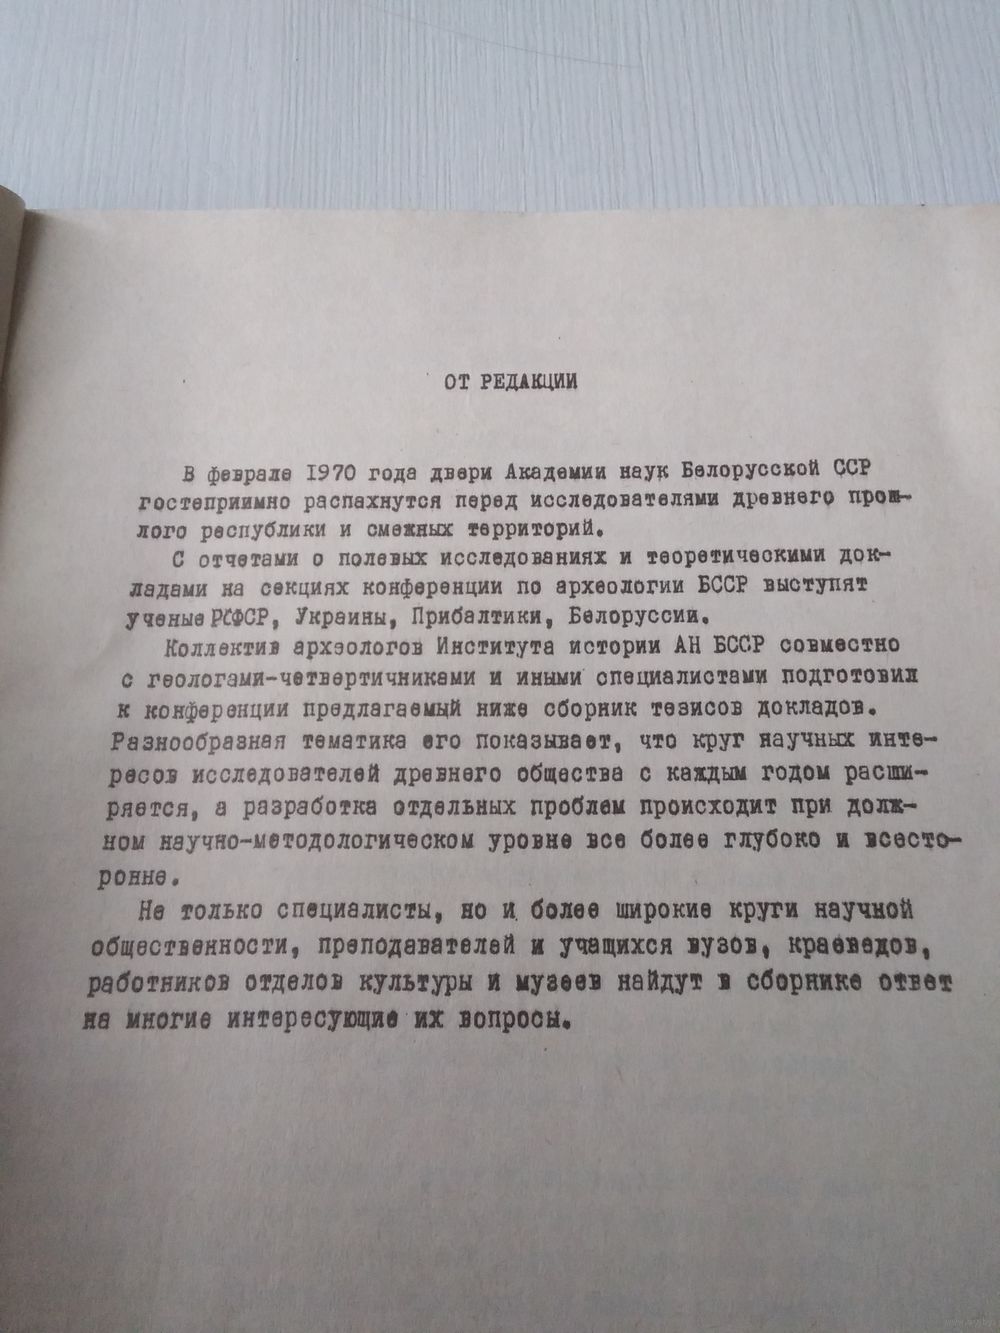 ОТ РЕДАКЦИИ
В феврале 1970 года двери Академии наук Белорусской ССР
гостеприимно распахнутся перед исследователями древнего прош-
лого республики и смежных территорий.
С отчетами о полевых исследованиях и теоретическими док-
ладами на секциях конференции по археологии БССР выступят
ученые РСФСР, Украины, Прибалтики, Белоруссии.
Коллектив археологов Института истории АН БССР совместно
с геологами-четвертичниками и иными специалистами подготовил
к конференции предлагаемый ниже сборник тезисов докладов.
Разнообразная тематика его показывает, что круг научных инте-
ресов исследователей древнего общества с каждым годом расши-
ряется, а разработка отдельных проблем происходит при долж-
ном научно-методологическом уровне все более глубоко и всесто-
ронне.
Не только специалисты, но и более широкие круги научной
общественности, преподавателей и учащихся вузов, краеведов,
работников отделов культуры и музеев найдут в сборнике ответ
на многие интересующие их вопросы.